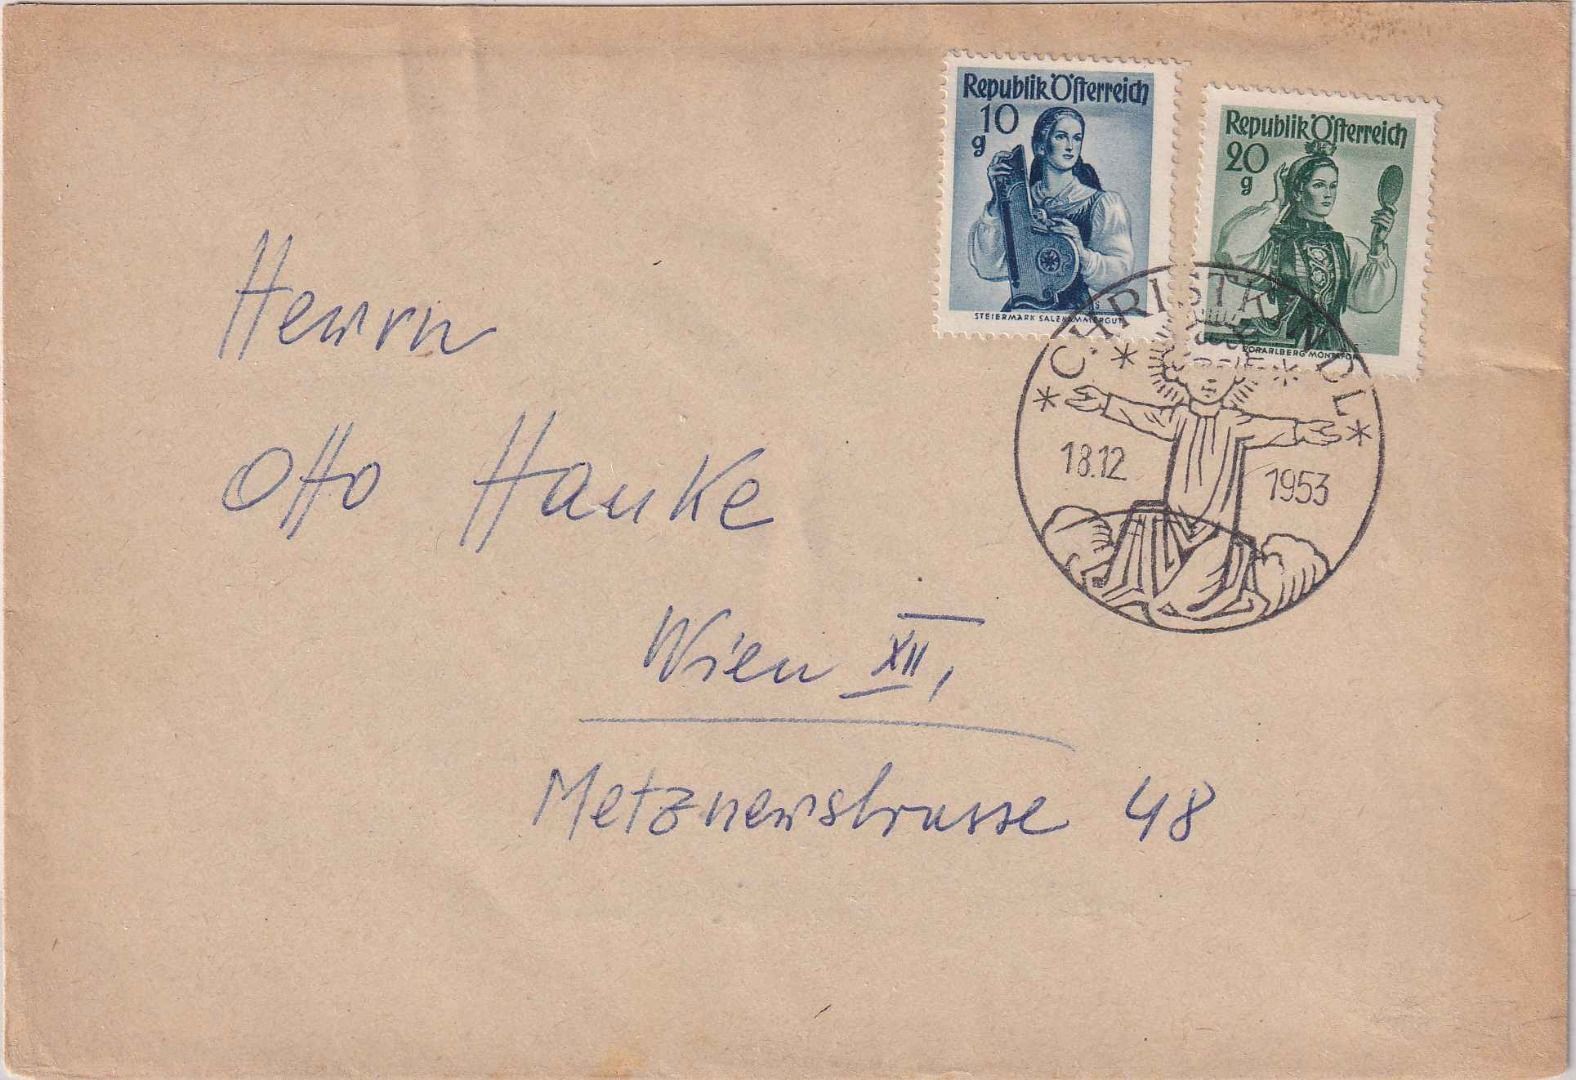 Republik Österreich
10
g
STEIERMARK SALZKAMMERGUT
Republik Österreich
20
g
VORARLBERG MONTAFON
* CHRISTKINDL *
18.12
1953
Herrn
Otto Hanke
Wien XII,
Metznerstrasse 48